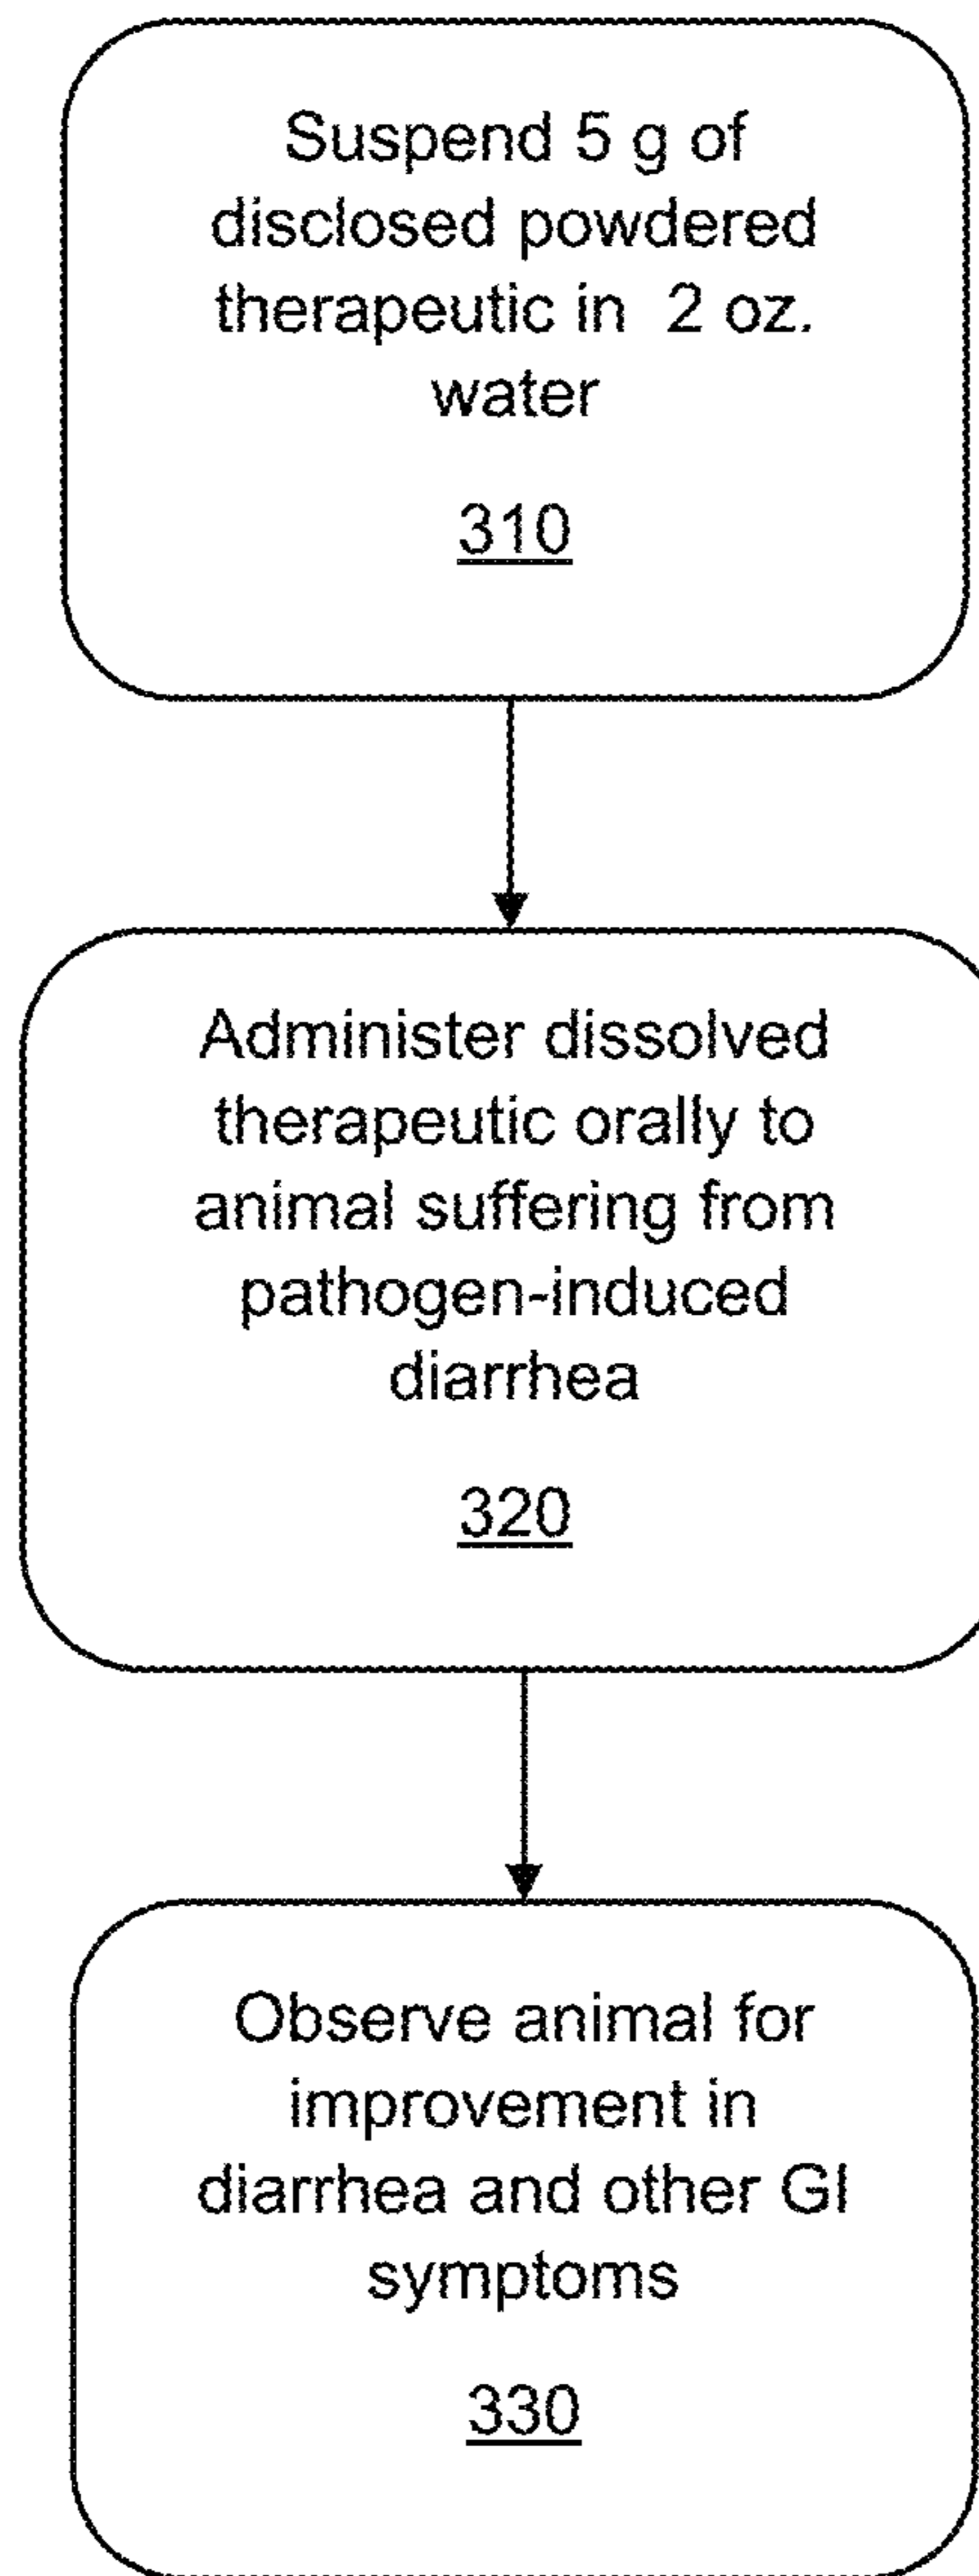 Suspend 5 g of
disclosed powdered
therapeutic in 2 oz.
water
310
Administer dissolved
therapeutic orally to
animal suffering from
pathogen-induced
diarrhea
320
Observe animal for
improvement in
diarrhea and other GI
symptoms
330